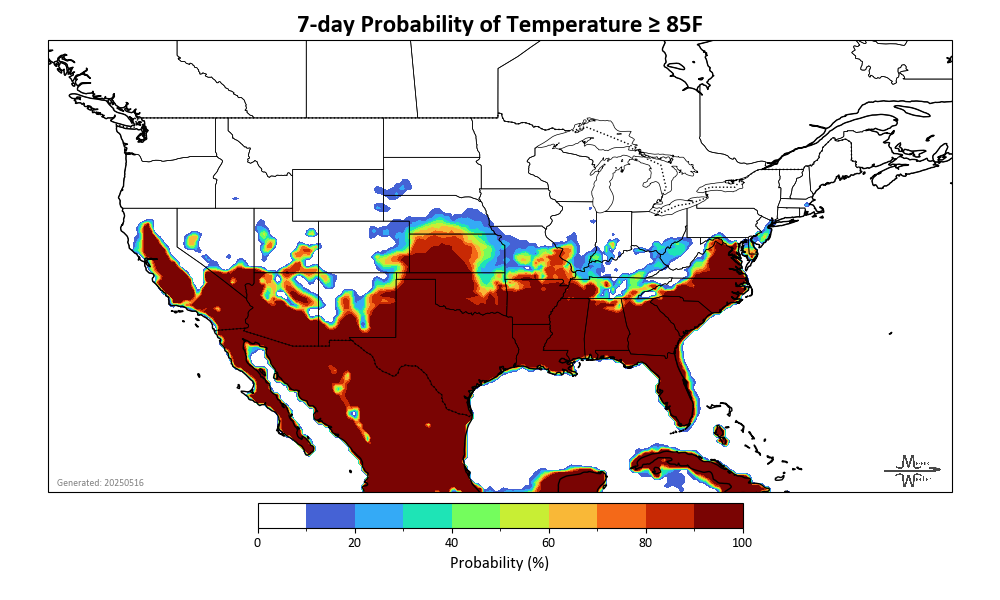 7-day Probability of Temperature ≥ 85F
Generated: 20250516
0 20 40 60 80 100
Probability (%)